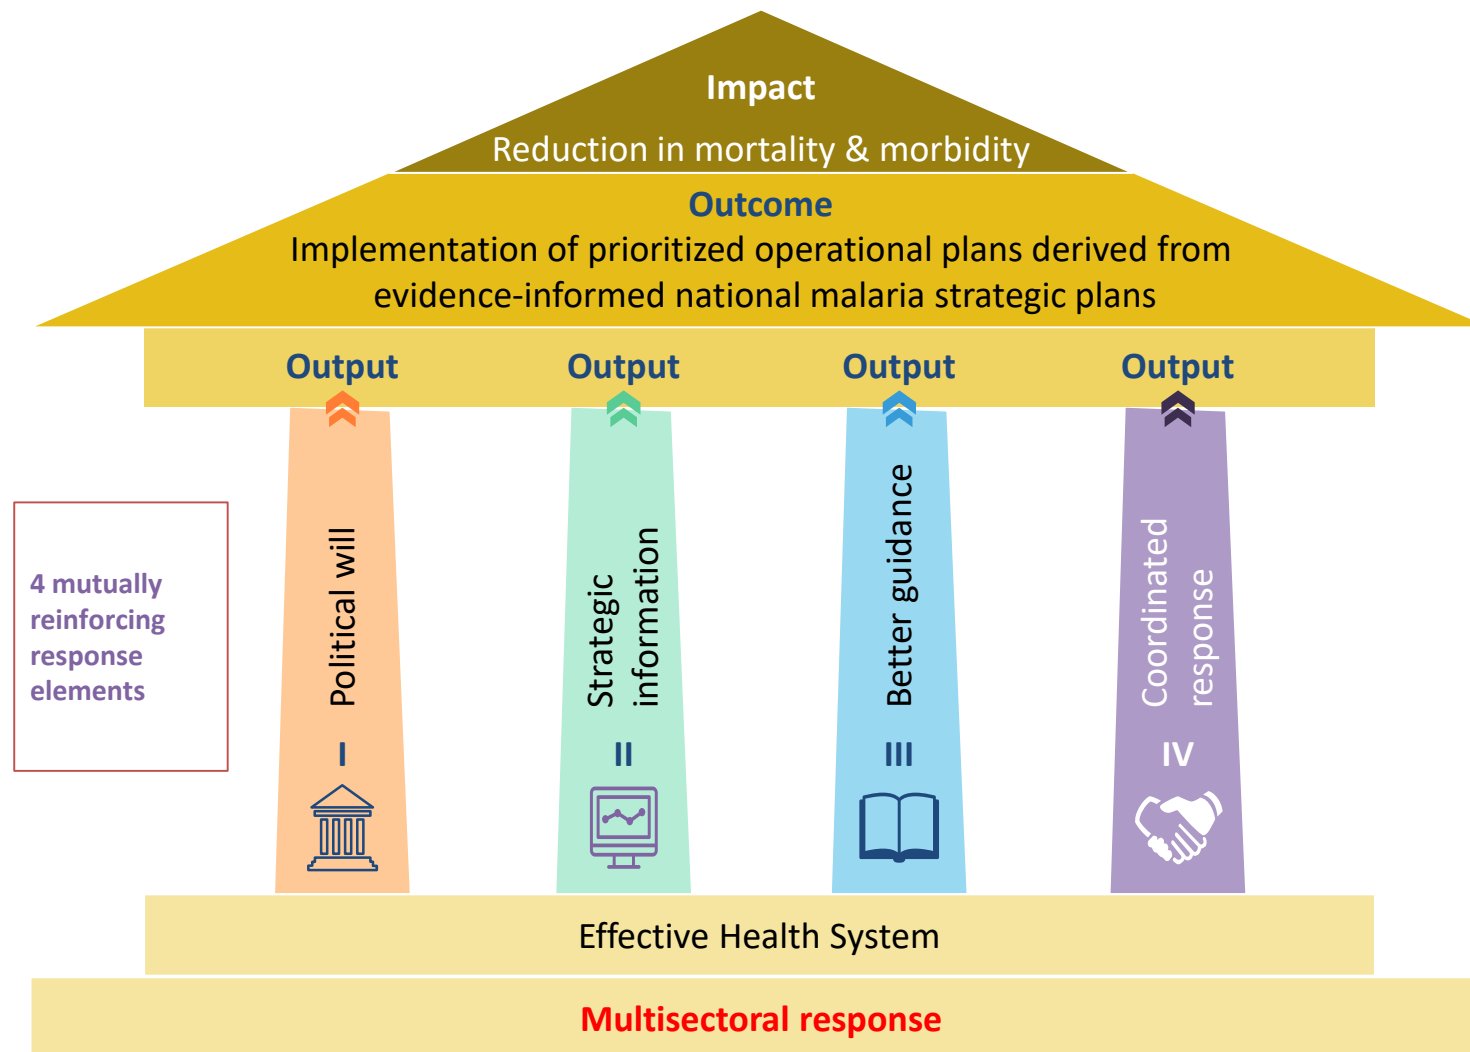 Impact
Reduction in mortality & morbidity
Outcome
Implementation of prioritized operational plans derived from
evidence-informed national malaria strategic plans
Output
Output
Output
Output
4 mutually
reinforcing
response
elements
Political will
I
Strategic
information
II
Better guidance
III
Coordinated
response
IV
Effective Health System
Multisectoral response